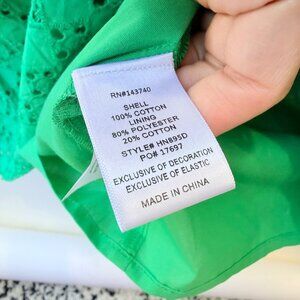 RN#143740
SHELL
100% COTTON
LINING
80% POLYESTER
20% COTTON
STYLE# HN895D
PO# 17697
EXCLUSIVE OF DECORATION
EXCLUSIVE OF ELASTIC
MADE IN CHINA